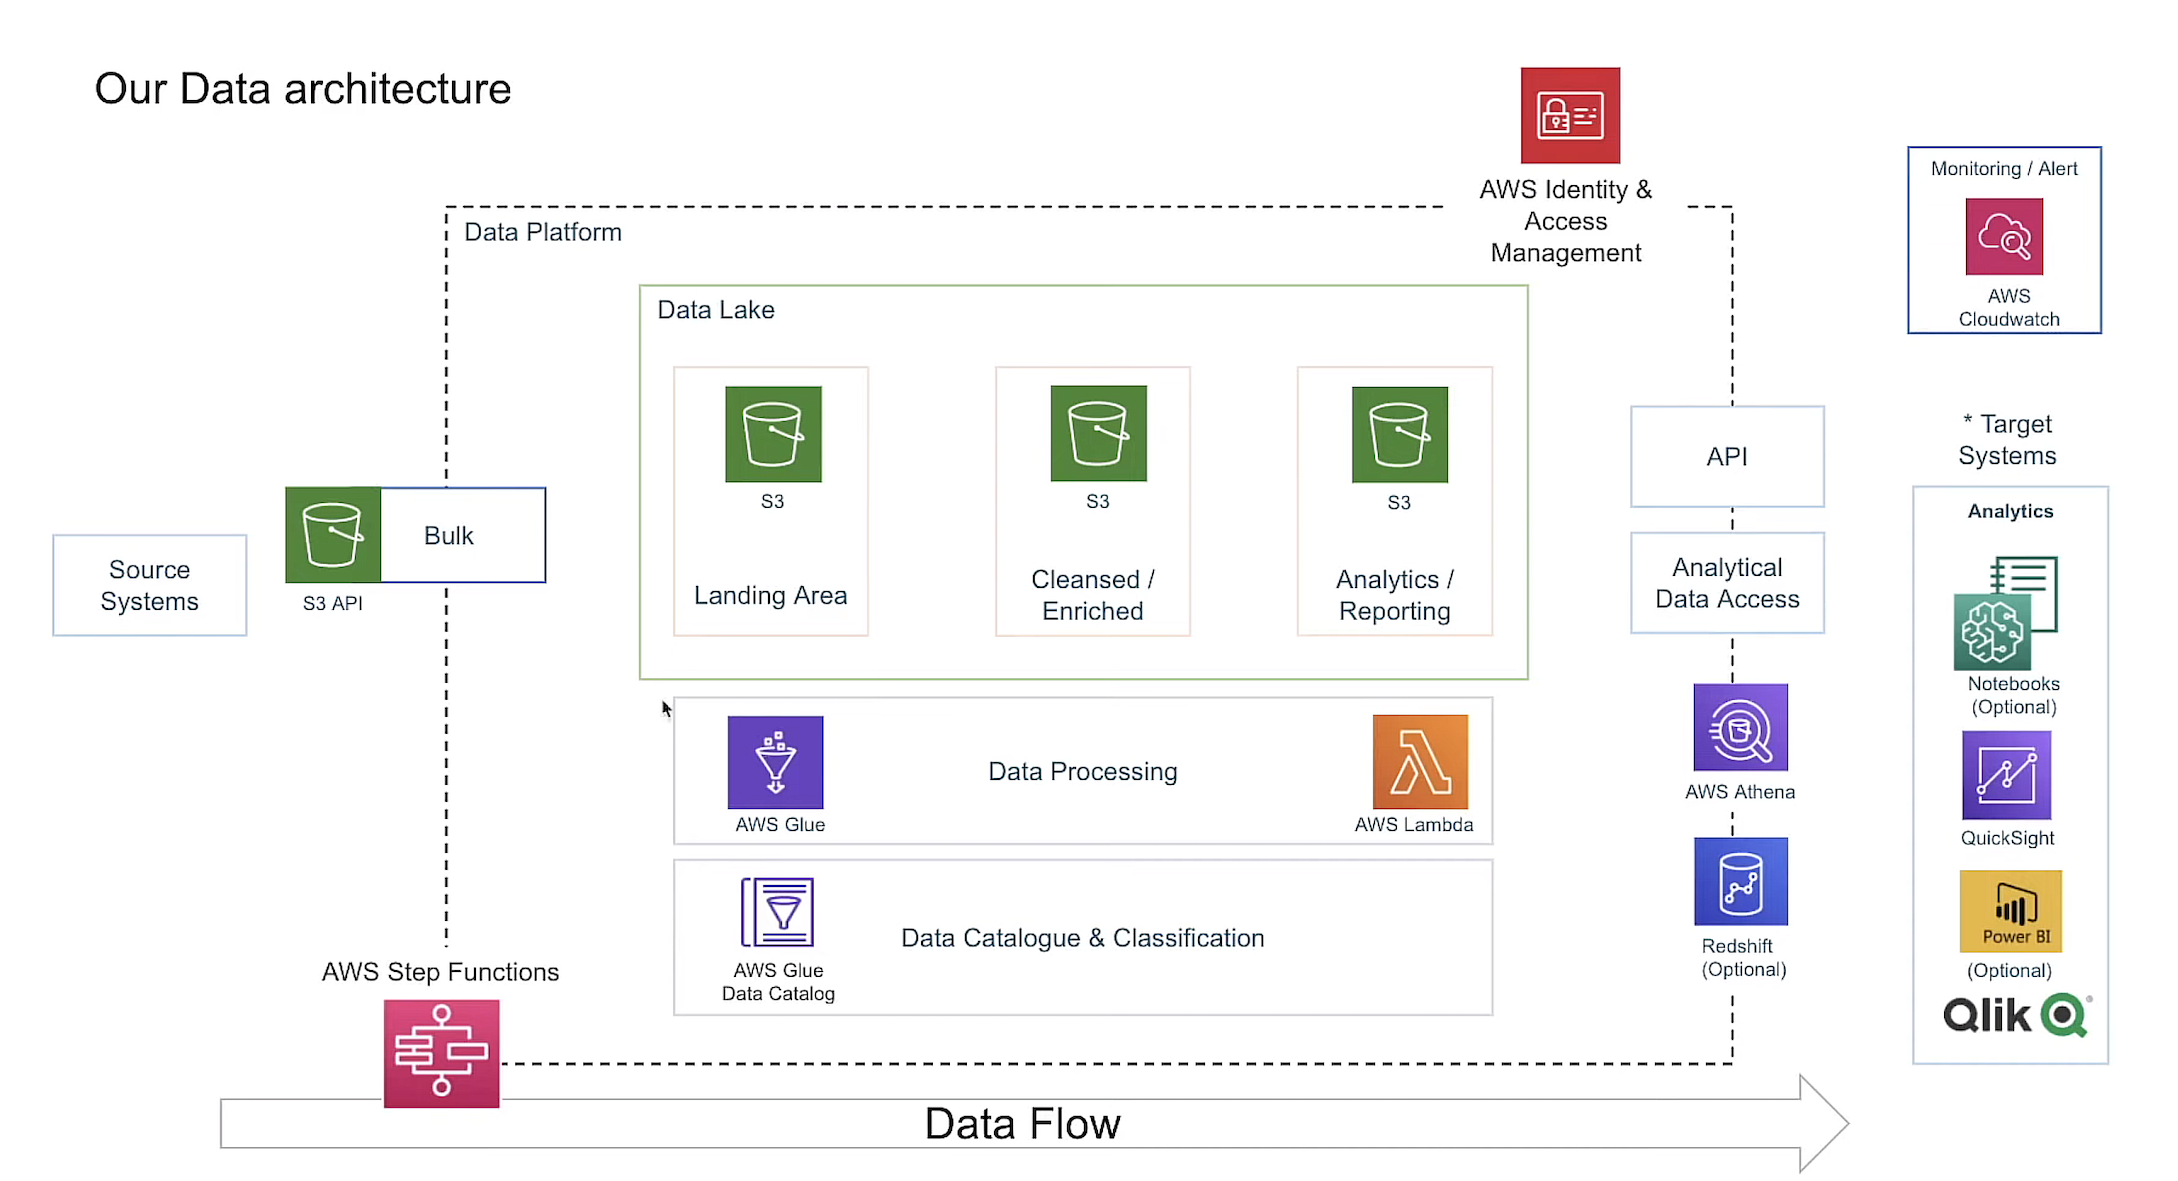 Our Data architecture
AWS Identity &
Access
Management
Monitoring / Alert
AWS
Cloudwatch
Data Platform
Data Lake
S3
Landing Area
S3
Cleansed /
Enriched
S3
Analytics /
Reporting
Source
Systems
Bulk
S3 API
API
Analytical
Data Access
AWS Athena
Redshift
(Optional)
* Target
Systems
Analytics
Notebooks
(Optional)
QuickSight
Power BI
(Optional)
Qlik
AWS Glue
Data Processing
AWS Lambda
AWS Glue
Data Catalog
Data Catalogue & Classification
AWS Step Functions
Data Flow